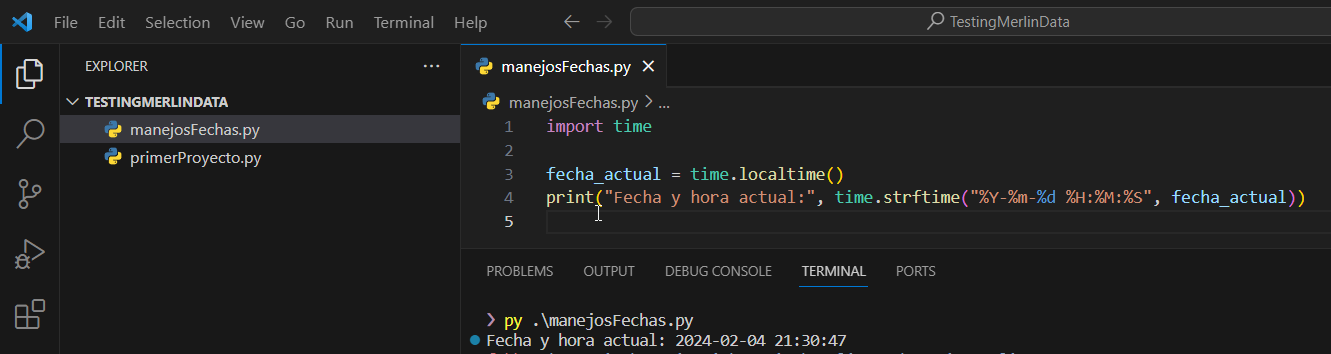 File Edit Selection View Go Run Terminal Help
TestingMerlinData
EXPLORER
TESTINGMERLINDATA
manejosFechas.py
primerProyecto.py
manejosFechas.py
manejosFechas.py > ...
1 import time
2
3 fecha_actual = time.localtime()
4 print("Fecha y hora actual:", time.strftime("%Y-%m-%d %H:%M:%S", fecha_actual))
5
PROBLEMS OUTPUT DEBUG CONSOLE TERMINAL PORTS
❯ py .\manejosFechas.py
Fecha y hora actual: 2024-02-04 21:30:47